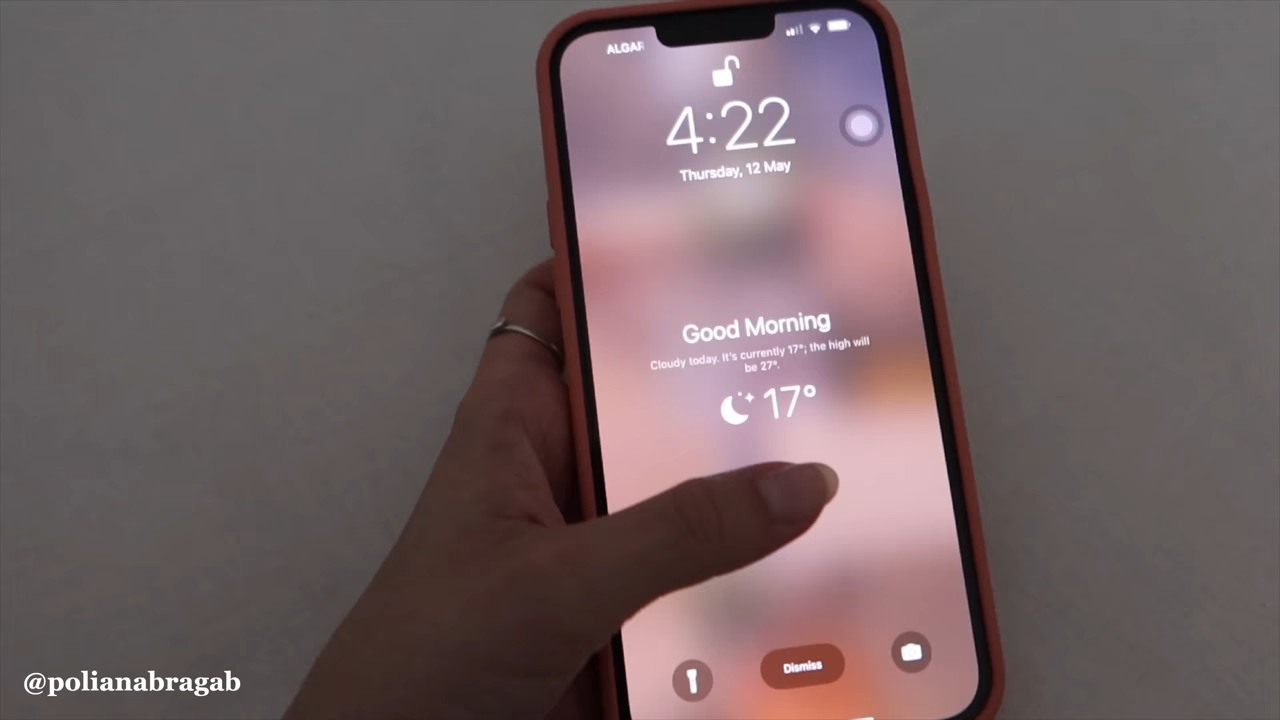 ALGAR
4:22
Thursday, 12 May
Good Morning
Cloudy today. It's currently 17°; the high will
be 27°.
17°
Dismiss
@polianabragab